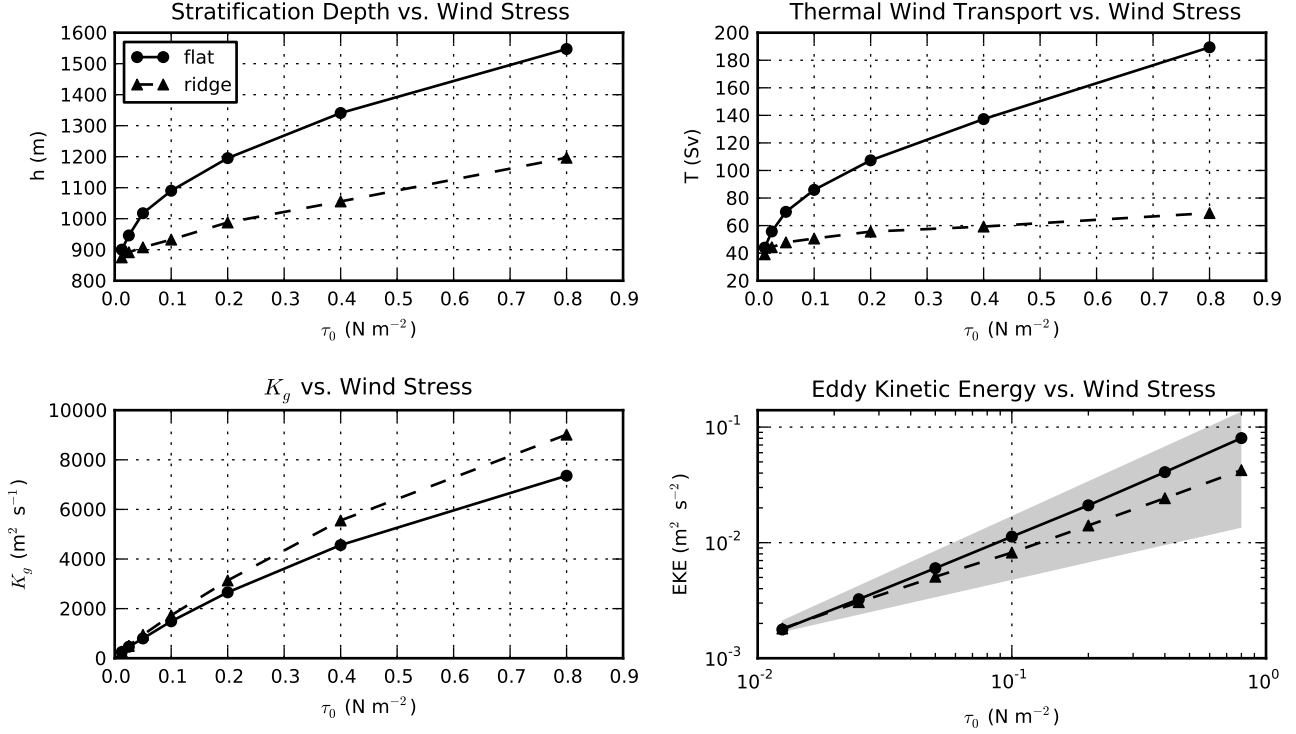 Stratification Depth vs. Wind Stress
1600
1500
1400
1300
1200
1100
1000
900
800
h (m)
flat
ridge
0.0 0.1 0.2 0.3 0.4 0.5 0.6 0.7 0.8 0.9
τ₀ (N m⁻²)
Thermal Wind Transport vs. Wind Stress
200
180
160
140
120
100
80
60
40
20
T (Sv)
0.0 0.1 0.2 0.3 0.4 0.5 0.6 0.7 0.8 0.9
τ₀ (N m⁻²)
K_g vs. Wind Stress
10000
8000
6000
4000
2000
0
K_g (m² s⁻¹)
0.0 0.1 0.2 0.3 0.4 0.5 0.6 0.7 0.8 0.9
τ₀ (N m⁻²)
Eddy Kinetic Energy vs. Wind Stress
10⁻¹
10⁻²
10⁻³
EKE (m² s⁻²)
10⁻² 10⁻¹ 10⁰
τ₀ (N m⁻²)